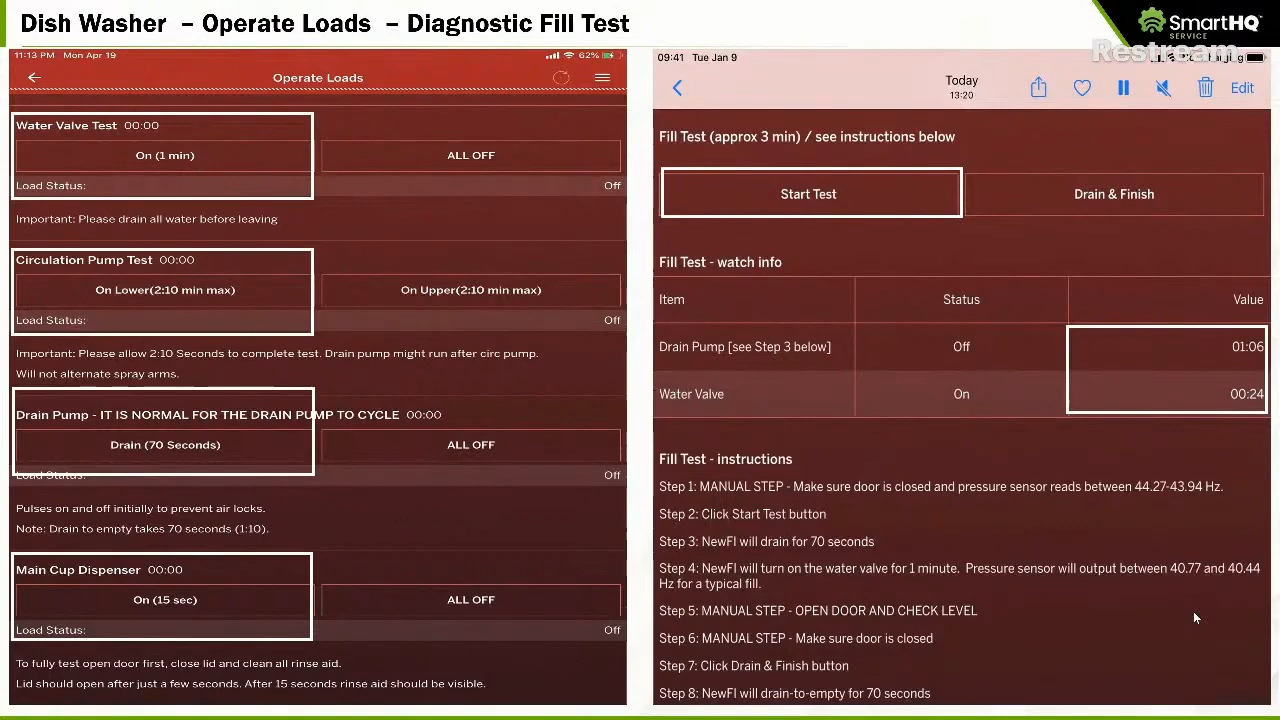 Dish Washer – Operate Loads – Diagnostic Fill Test
SmartHQ
SERVICE
Restream
11:13 PM Mon Apr 19
62%
Operate Loads
Water Valve Test 00:00
On (1 min)
ALL OFF
Load Status:
Off
Important: Please drain all water before leaving
Circulation Pump Test 00:00
On Lower(2:10 min max)
On Upper(2:10 min max)
Load Status:
Off
Important: Please allow 2:10 Seconds to complete test. Drain pump might run after circ pump.
Will not alternate spray arms.
Drain Pump - IT IS NORMAL FOR THE DRAIN PUMP TO CYCLE 00:00
Drain (70 Seconds)
ALL OFF
Load Status:
Off
Pulses on and off initially to prevent air locks.
Note: Drain to empty takes 70 seconds (1:10).
Main Cup Dispenser 00:00
On (15 sec)
ALL OFF
Load Status:
Off
To fully test open door first, close lid and clean all rinse aid.
Lid should open after just a few seconds. After 15 seconds rinse aid should be visible.
09:41 Tue Jan 9
Today
13:20
Edit
Fill Test (approx 3 min) / see instructions below
Start Test
Drain & Finish
Fill Test - watch info
Item
Status
Value
Drain Pump [see Step 3 below]
Off
01:06
Water Valve
On
00:24
Fill Test - instructions
Step 1: MANUAL STEP - Make sure door is closed and pressure sensor reads between 44.27-43.94 Hz.
Step 2: Click Start Test button
Step 3: NewFI will drain for 70 seconds
Step 4: NewFI will turn on the water valve for 1 minute. Pressure sensor will output between 40.77 and 40.44
Hz for a typical fill.
Step 5: MANUAL STEP - OPEN DOOR AND CHECK LEVEL
Step 6: MANUAL STEP - Make sure door is closed
Step 7: Click Drain & Finish button
Step 8: NewFI will drain-to-empty for 70 seconds